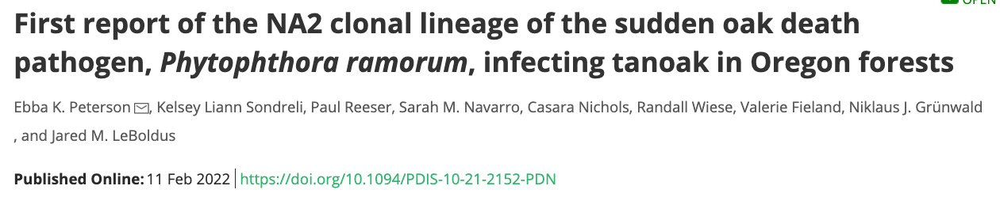 OPEN
First report of the NA2 clonal lineage of the sudden oak death
pathogen, Phytophthora ramorum, infecting tanoak in Oregon forests
Ebba K. Peterson, Kelsey Liann Sondreli, Paul Reeser, Sarah M. Navarro, Casara Nichols, Randall Wiese, Valerie Fieland, Niklaus J. Grünwald
, and Jared M. LeBoldus
Published Online: 11 Feb 2022 | https://doi.org/10.1094/PDIS-10-21-2152-PDN